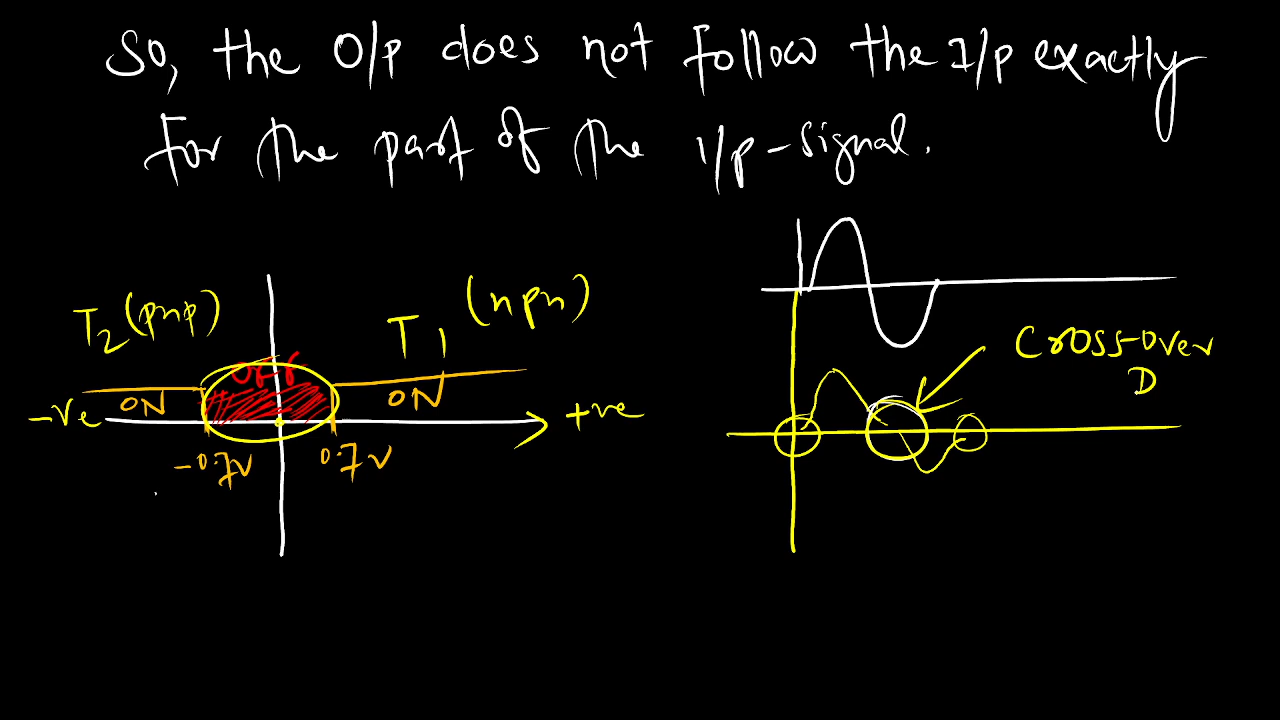 So, the O/p does not follow the I/p exactly
for the part of the I/p-signal.
T2 (pnp)
T1 (npn)
OFF
ON
ON
-ve
+ve
-0.7v
0.7v
Cross-over
D